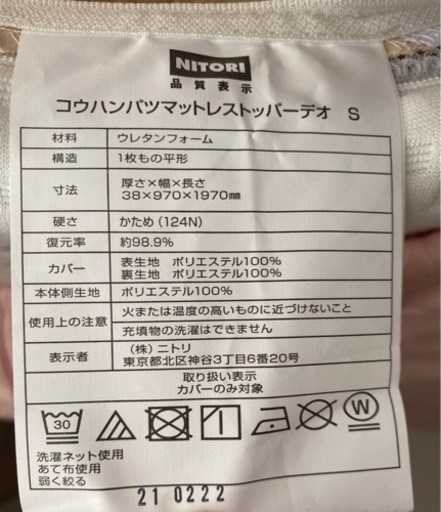 NITORI
品質表示
コウハンパツマットレストッパーデオ S
材料 ウレタンフォーム
構造 1枚もの平形
寸法 厚さ×幅×長さ
38×970×1970㎜
硬さ かため(124N)
復元率 約98.9%
カバー 表生地 ポリエステル100%
裏生地 ポリエステル100%
本体側生地 ポリエステル100%
使用上の注意 火または温度の高いものに近づけないこと
充填物の洗濯はできません
表示者 (株)ニトリ
東京都北区神谷3丁目6番20号
取り扱い表示
カバーのみ対象
30 W
洗濯ネット使用
あて布使用
弱く絞る
21 0222